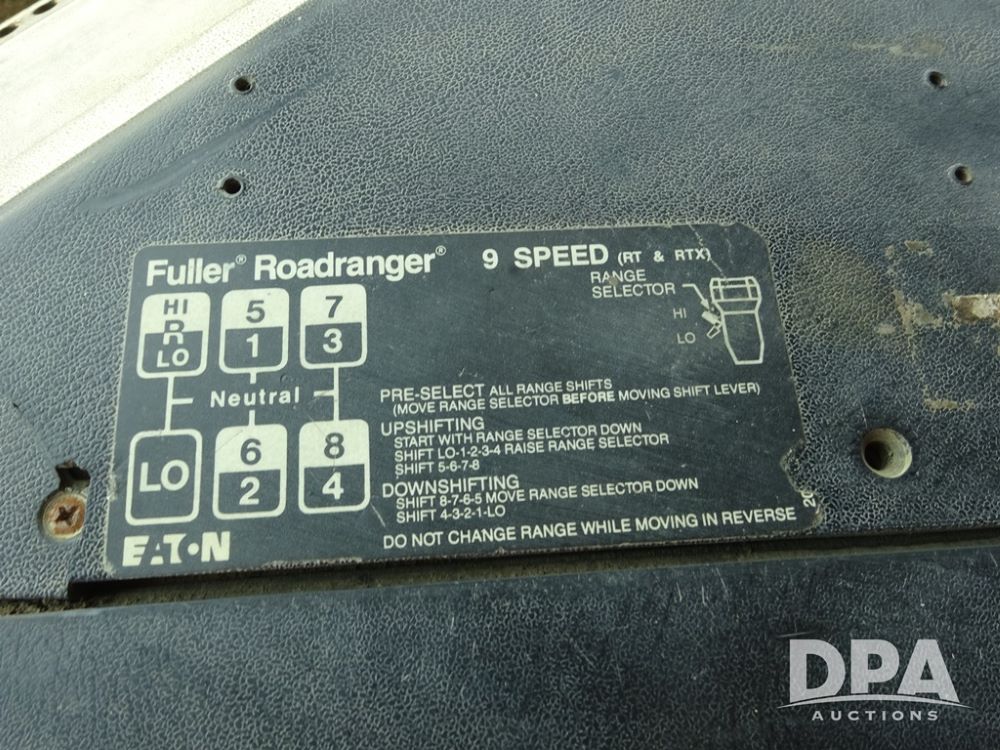 Fuller® Roadranger® 9 SPEED (RT & RTX)
RANGE
SELECTOR
HI
LO
HI
R
LO
5
1
7
3
Neutral
LO
6
2
8
4
PRE-SELECT ALL RANGE SHIFTS
(MOVE RANGE SELECTOR BEFORE MOVING SHIFT LEVER)
UPSHIFTING
START WITH RANGE SELECTOR DOWN
SHIFT LO-1-2-3-4 RAISE RANGE SELECTOR
SHIFT 5-6-7-8
DOWNSHIFTING
SHIFT 8-7-6-5 MOVE RANGE SELECTOR DOWN
SHIFT 4-3-2-1-LO
DO NOT CHANGE RANGE WHILE MOVING IN REVERSE
EATON
DPA
AUCTIONS